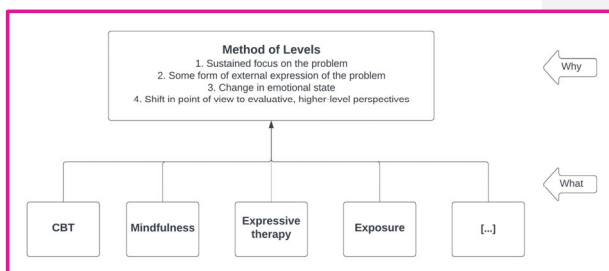 Method of Levels
1. Sustained focus on the problem
2. Some form of external expression of the problem
3. Change in emotional state
4. Shift in point of view to evaluative, higher-level perspectives
Why
What
CBT
Mindfulness
Expressive
therapy
Exposure
[...]